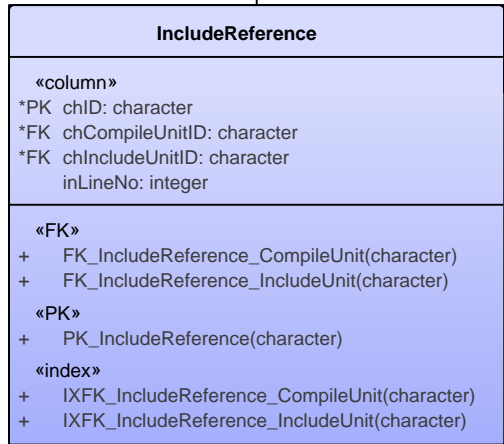 IncludeReference
«column»
*PK chID: character
*FK chCompileUnitID: character
*FK chIncludeUnitID: character
inLineNo: integer
«FK»
+ FK_IncludeReference_CompileUnit(character)
+ FK_IncludeReference_IncludeUnit(character)
«PK»
+ PK_IncludeReference(character)
«index»
+ IXFK_IncludeReference_CompileUnit(character)
+ IXFK_IncludeReference_IncludeUnit(character)